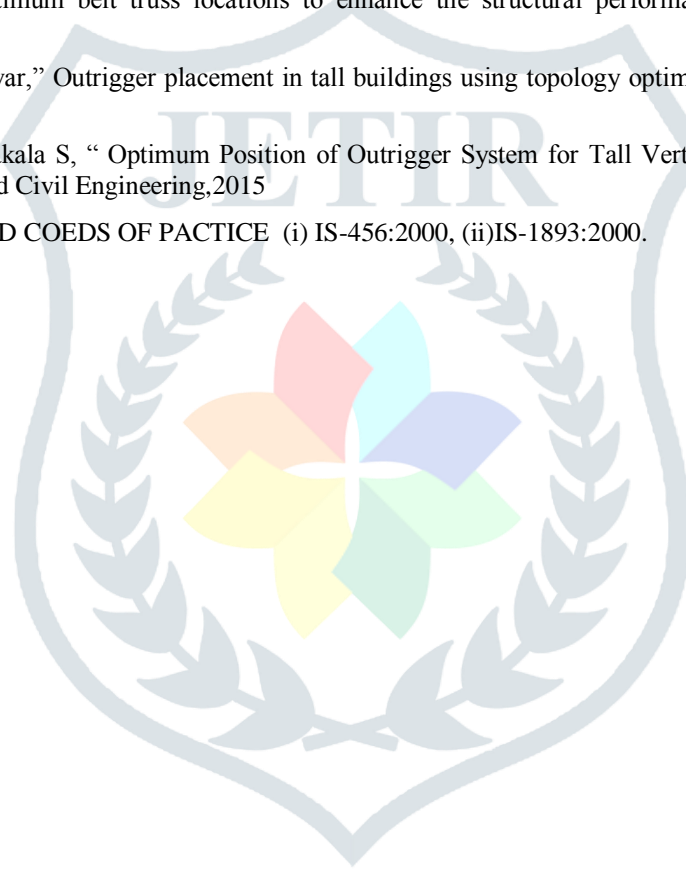 timum belt truss locations to enhance the structural performa
var,” Outrigger placement in tall buildings using topology optim
JETIR
akala S, “ Optimum Position of Outrigger System for Tall Vert
d Civil Engineering,2015
D COEDS OF PACTICE (i) IS-456:2000, (ii)IS-1893:2000.